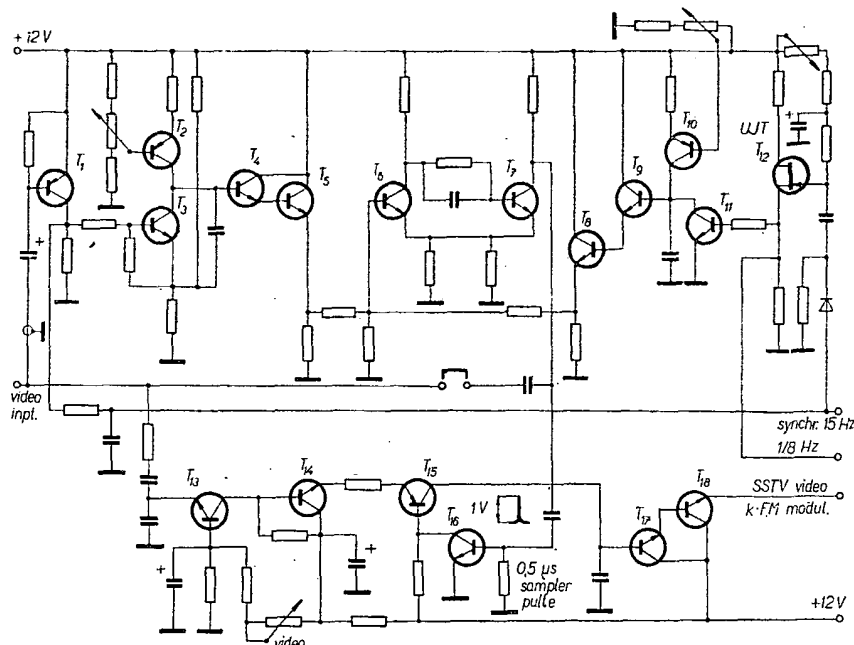 + 12 V
T1
T2
T3
T4
T5
T6
T7
T8
T9
T10
T11
UJT
T12
+
+
video
inpt.
synchr. 15 Hz
1/8 Hz
T13
T14
T15
T16
1 V
T17
T18
SSTV video
k·FM modul.
+
+
0,5 µs
sampler
pulle
+12 V
video